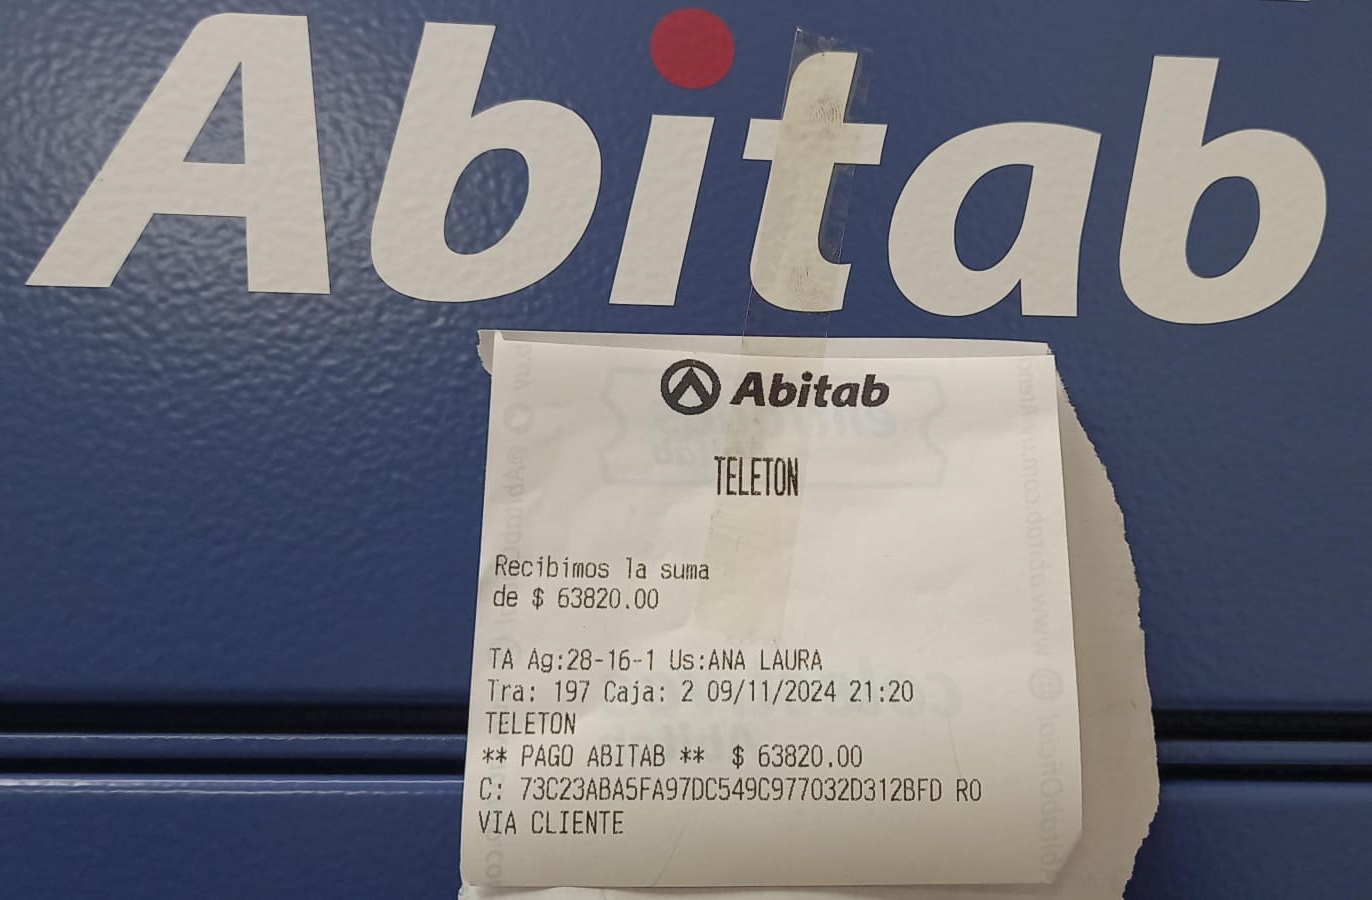 Abitab
Abitab
TELETON
Recibimos la suma
de $ 63820.00
TA Ag:28-16-1 Us:ANA LAURA
Tra: 197 Caja: 2 09/11/2024 21:20
TELETON
** PAGO ABITAB ** $ 63820.00
C: 73C23ABA5FA97DC549C977032D312BFD RO
VIA CLIENTE